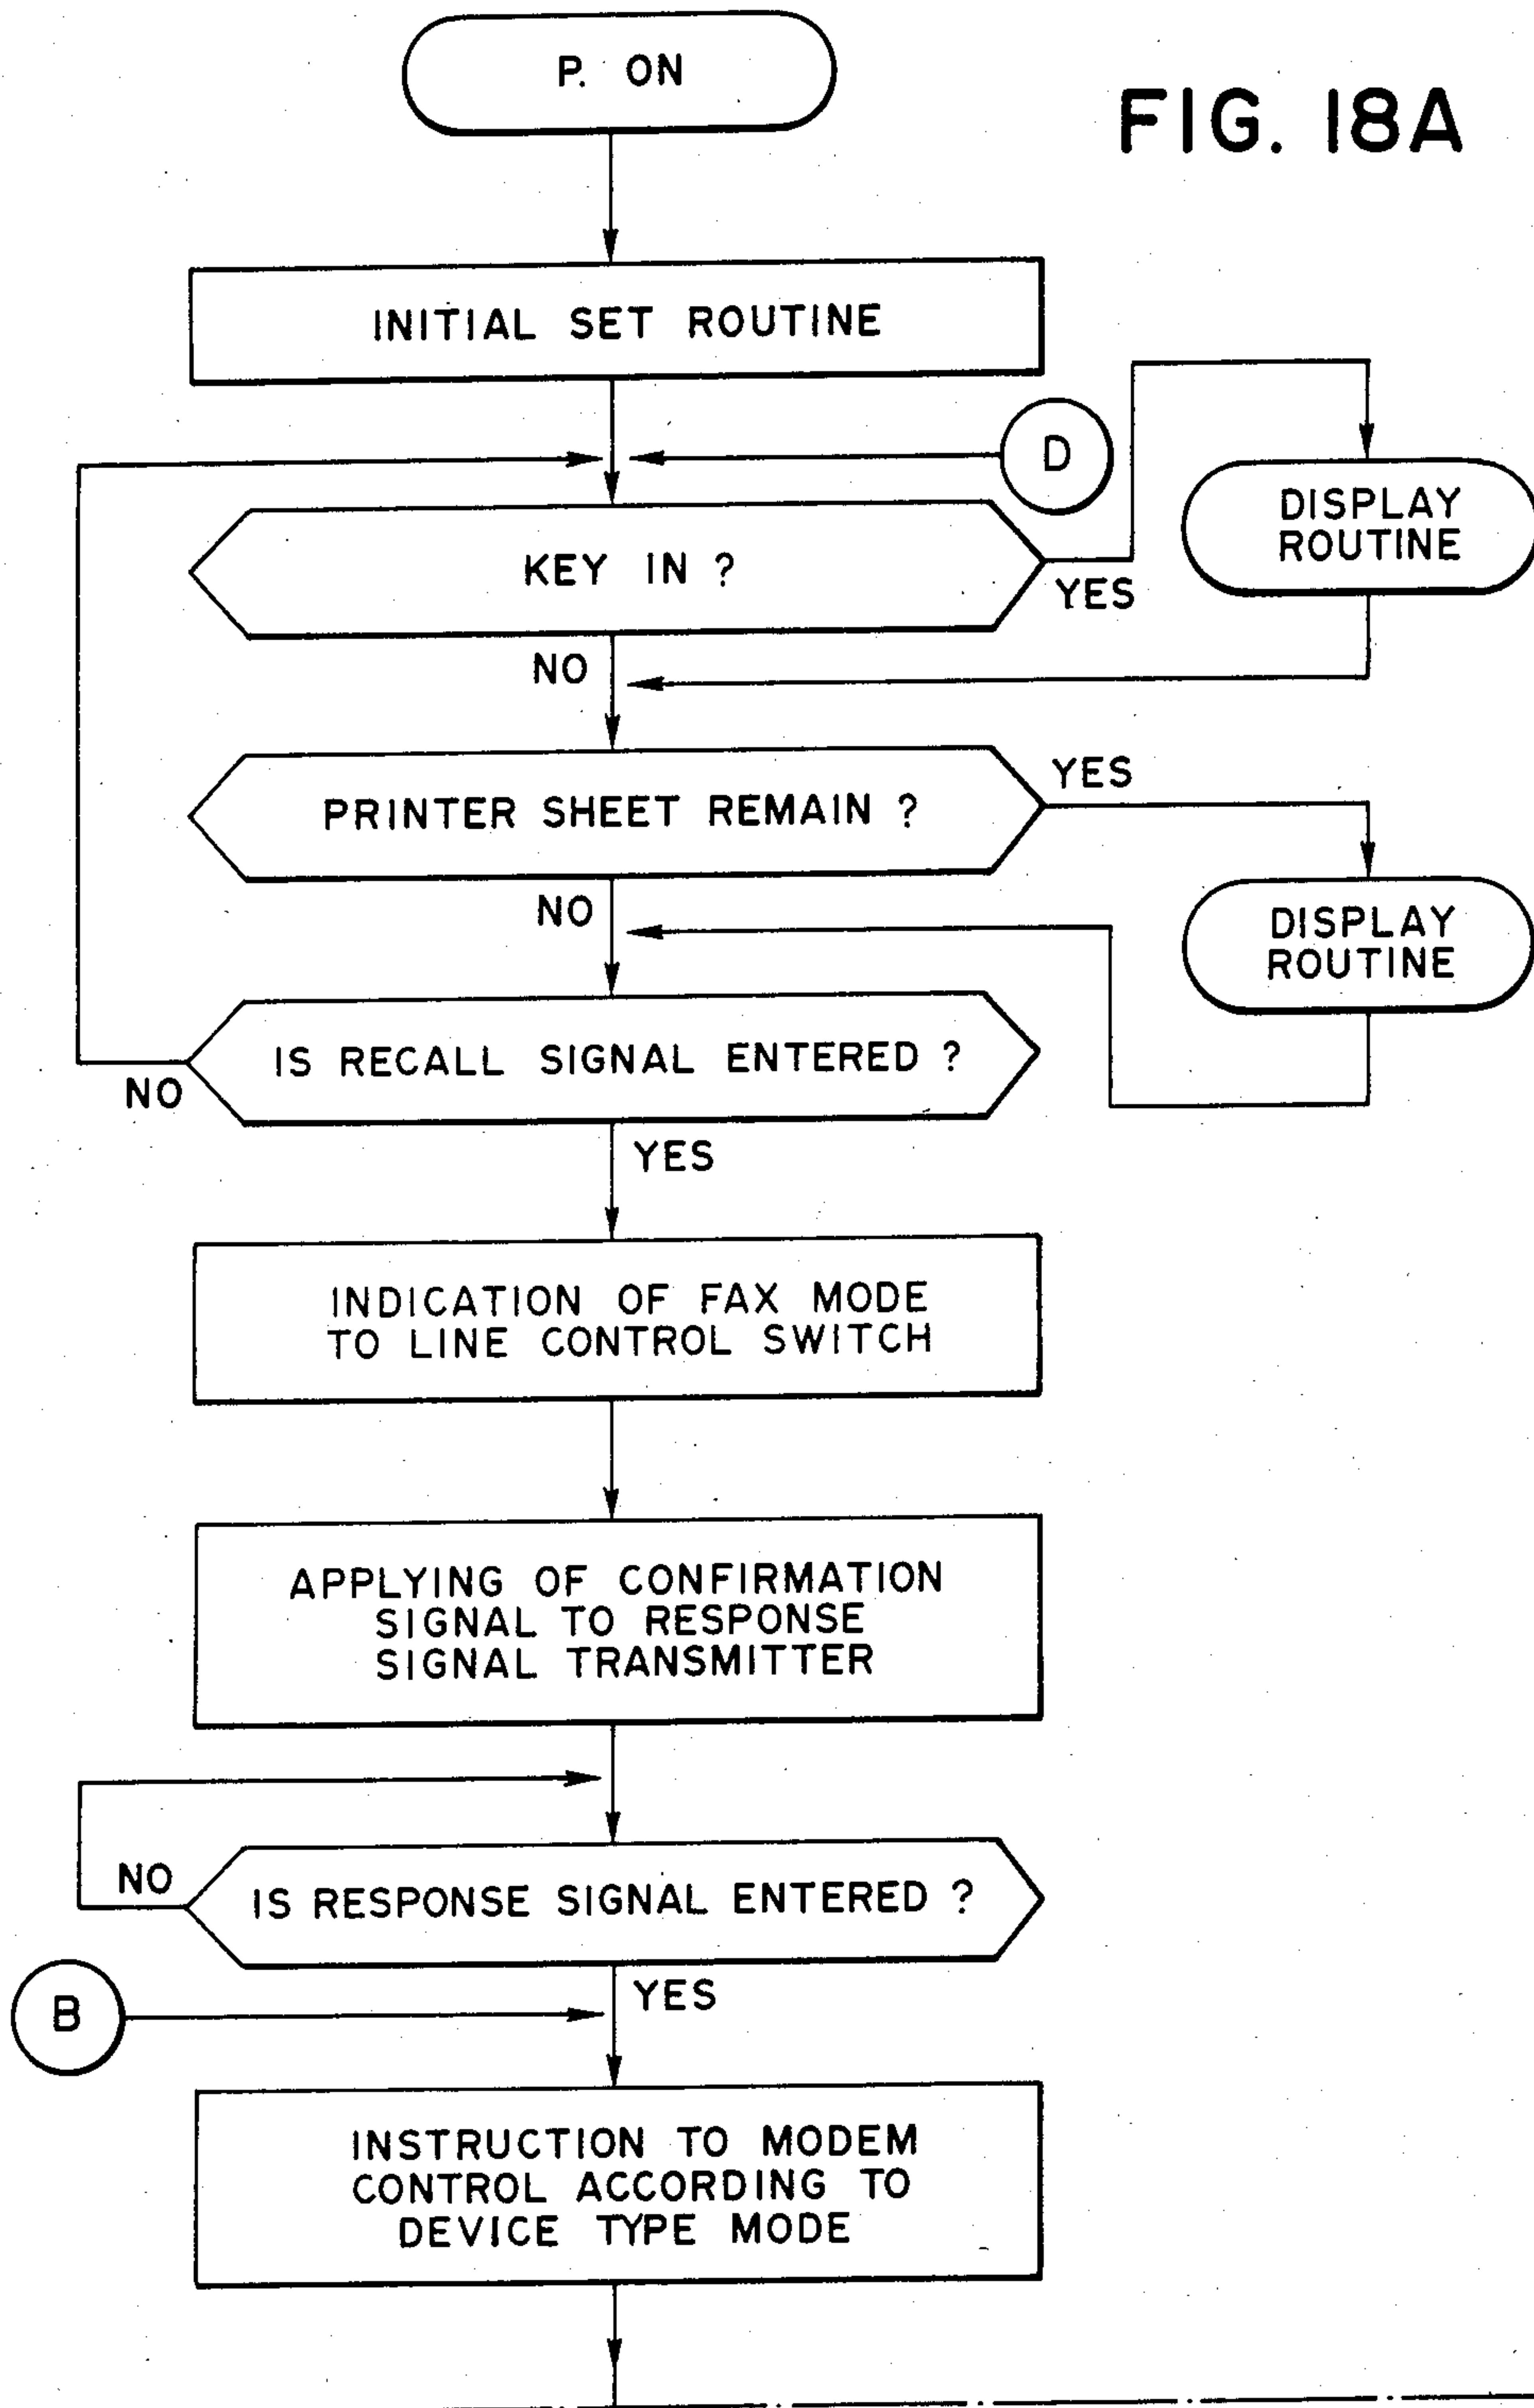 P. ON
FIG. 18A
INITIAL SET ROUTINE
D
DISPLAY
ROUTINE
KEY IN ?
YES
NO
YES
PRINTER SHEET REMAIN ?
NO
DISPLAY
ROUTINE
IS RECALL SIGNAL ENTERED ?
NO
YES
INDICATION OF FAX MODE
TO LINE CONTROL SWITCH
APPLYING OF CONFIRMATION
SIGNAL TO RESPONSE
SIGNAL TRANSMITTER
NO
IS RESPONSE SIGNAL ENTERED ?
YES
B
INSTRUCTION TO MODEM
CONTROL ACCORDING TO
DEVICE TYPE MODE